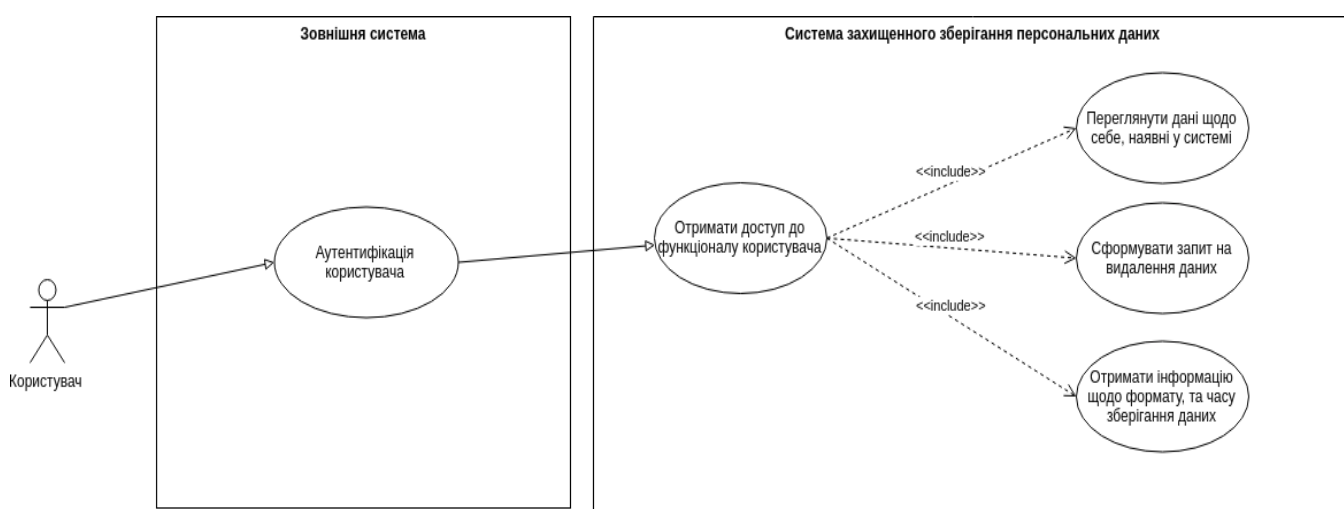 Зовнішня система
Система захищенного зберігання персональних даних
Переглянути дані щодо
себе, наявні у системі
<<include>>
Отримати доступ до
функціоналу користувача
<<include>>
Сформувати запит на
видалення даних
Аутентифікація
користувача
<<include>>
Користувач
Отримати інформацію
щодо формату, та часу
зберігання даних